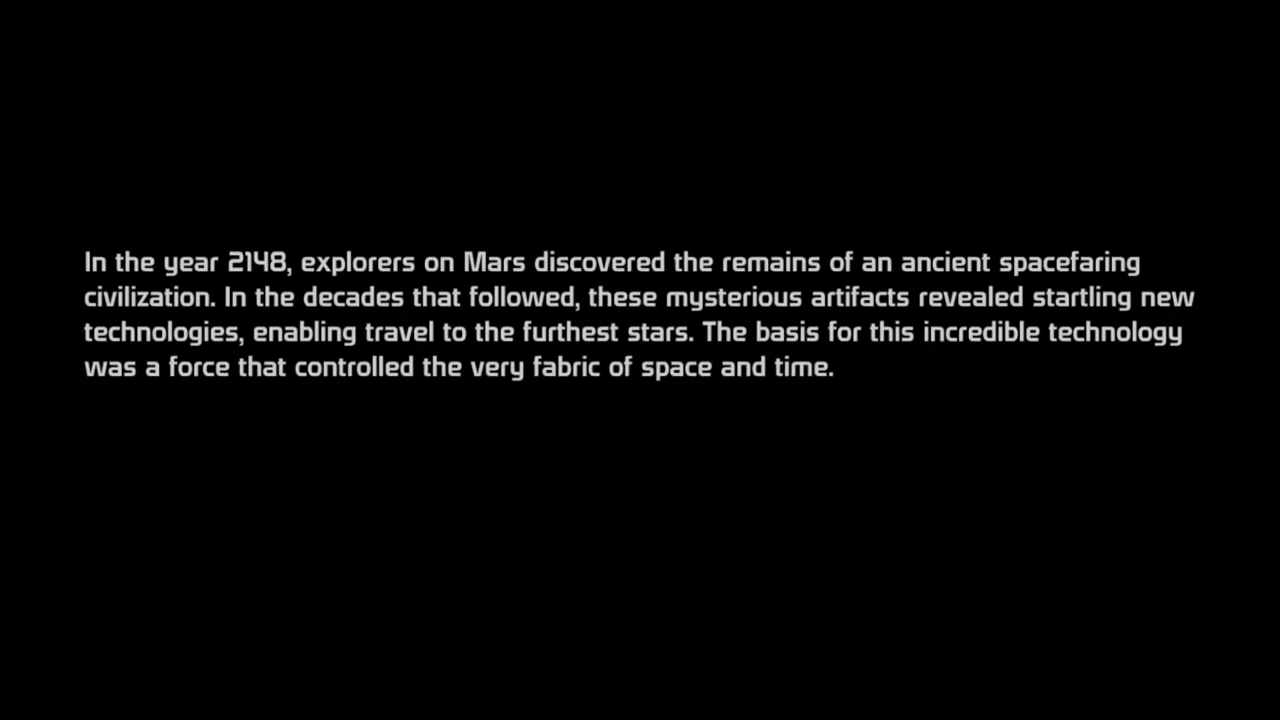 In the year 2148, explorers on Mars discovered the remains of an ancient spacefaring
civilization. In the decades that followed, these mysterious artifacts revealed startling new
technologies, enabling travel to the furthest stars. The basis for this incredible technology
was a force that controlled the very fabric of space and time.